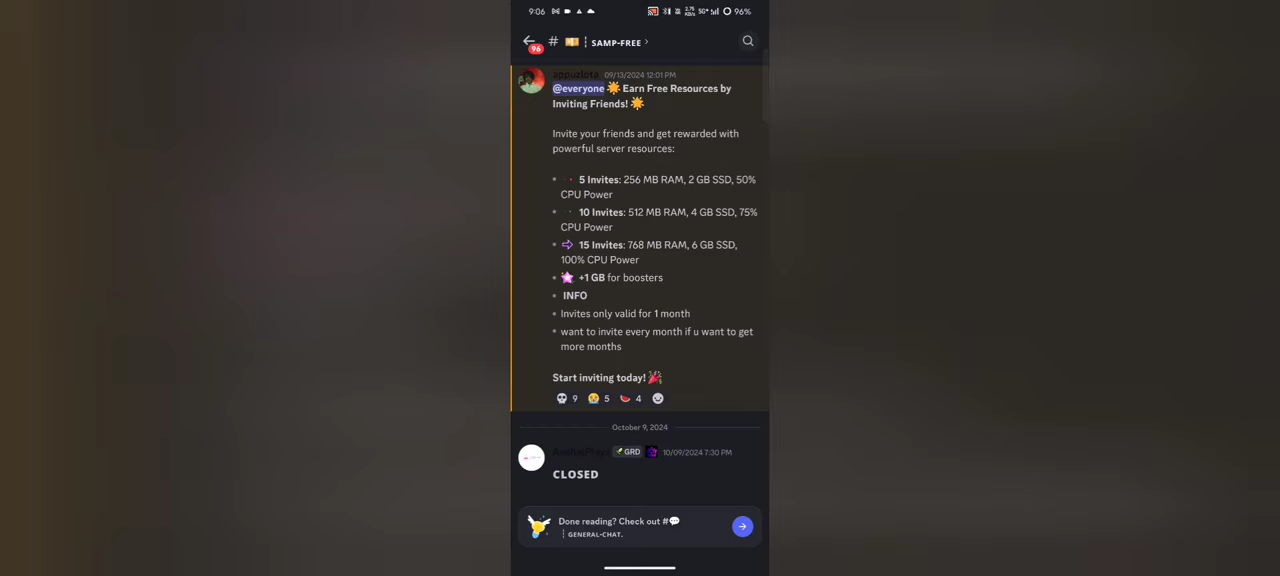 9:06 2.75 KB/s 5G+ 96%
96 # SAMP-FREE ›
appuzlota 09/13/2024 12:01 PM
@everyone Earn Free Resources by
Inviting Friends!
Invite your friends and get rewarded with
powerful server resources:
• 5 Invites: 256 MB RAM, 2 GB SSD, 50%
CPU Power
• 10 Invites: 512 MB RAM, 4 GB SSD, 75%
CPU Power
• 15 Invites: 768 MB RAM, 6 GB SSD,
100% CPU Power
• +1 GB for boosters
• INFO
• Invites only valid for 1 month
• want to invite every month if u want to get
more months
Start inviting today!
9 5 4
October 9, 2024
GRD 10/09/2024 7:30 PM
CLOSED
Done reading? Check out #
GENERAL-CHAT.